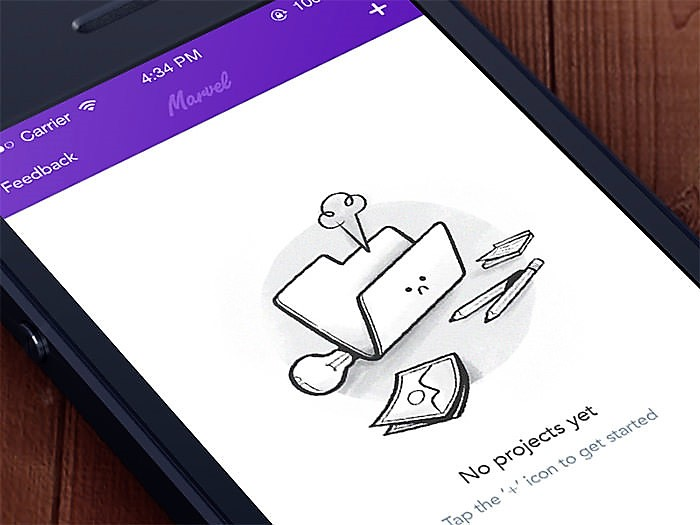 Carrier
4:34 PM
Feedback
Marvel
+
No projects yet
Tap the '+' icon to get started